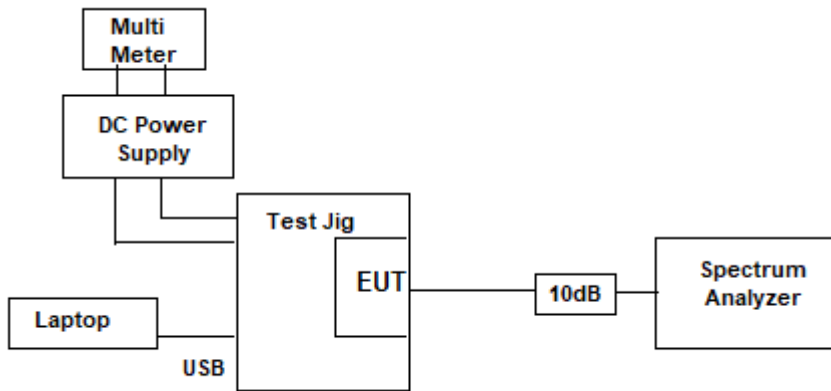 Multi
Meter
DC Power
Supply
Test Jig
EUT
10dB
Spectrum
Analyzer
Laptop
USB